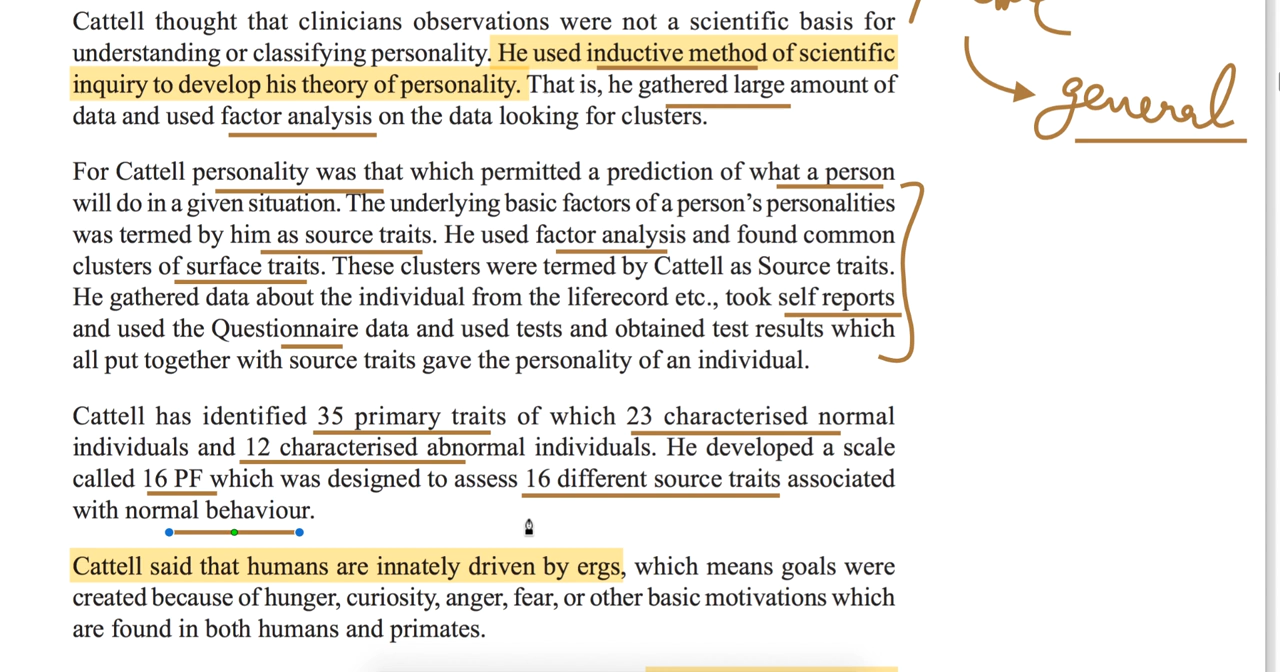 Cattell thought that clinicians observations were not a scientific basis for
understanding or classifying personality. He used inductive method of scientific
inquiry to develop his theory of personality. That is, he gathered large amount of
data and used factor analysis on the data looking for clusters.
general
For Cattell personality was that which permitted a prediction of what a person
will do in a given situation. The underlying basic factors of a person's personalities
was termed by him as source traits. He used factor analysis and found common
clusters of surface traits. These clusters were termed by Cattell as Source traits.
He gathered data about the individual from the liferecord etc., took self reports
and used the Questionnaire data and used tests and obtained test results which
all put together with source traits gave the personality of an individual.
Cattell has identified 35 primary traits of which 23 characterised normal
individuals and 12 characterised abnormal individuals. He developed a scale
called 16 PF which was designed to assess 16 different source traits associated
with normal behaviour.
Cattell said that humans are innately driven by ergs, which means goals were
created because of hunger, curiosity, anger, fear, or other basic motivations which
are found in both humans and primates.